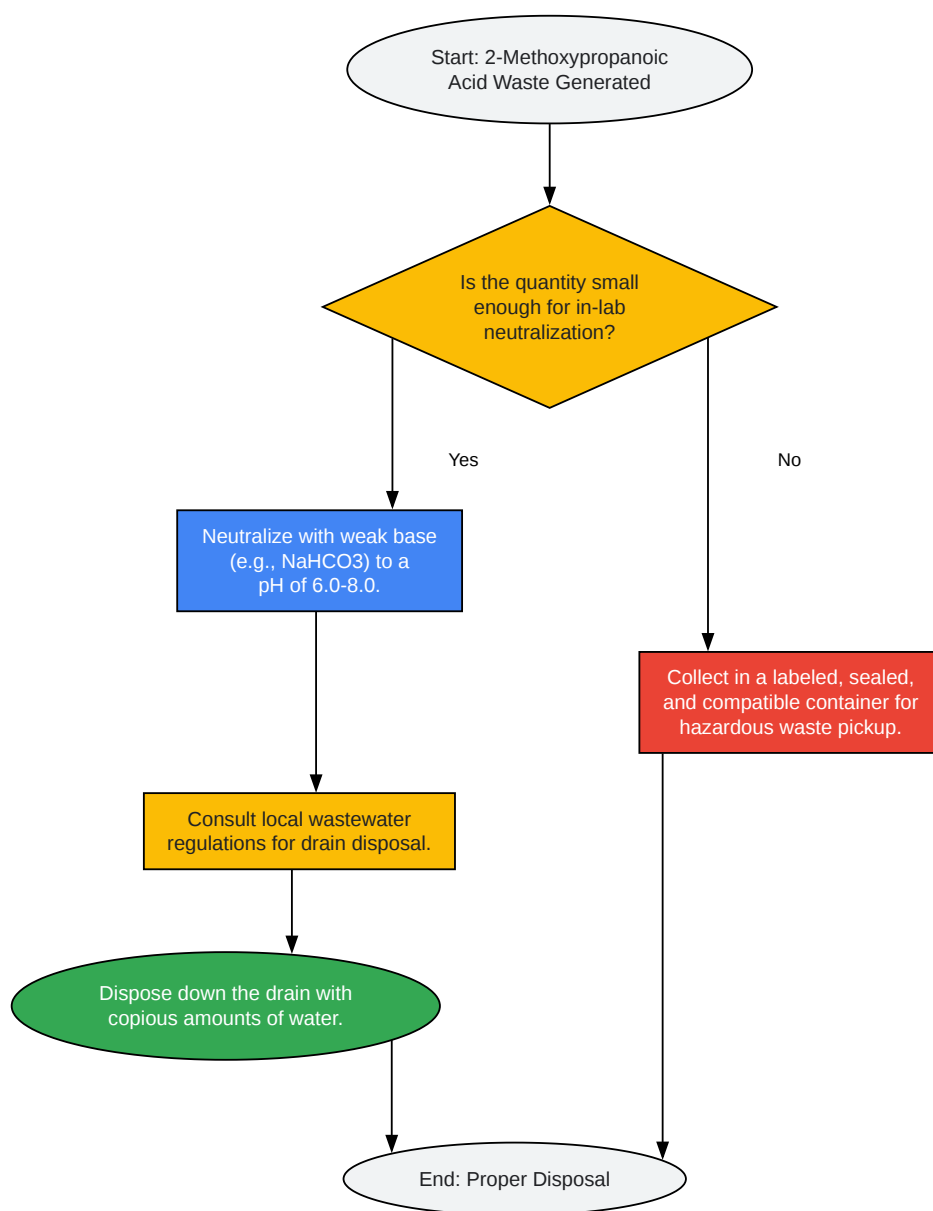 Start: 2-Methoxypropanoic
Acid Waste Generated
Is the quantity small
enough for in-lab
neutralization?
Yes
No
Neutralize with weak base
(e.g., NaHCO3) to a
pH of 6.0-8.0.
Collect in a labeled, sealed,
and compatible container for
hazardous waste pickup.
Consult local wastewater
regulations for drain disposal.
Dispose down the drain with
copious amounts of water.
End: Proper Disposal